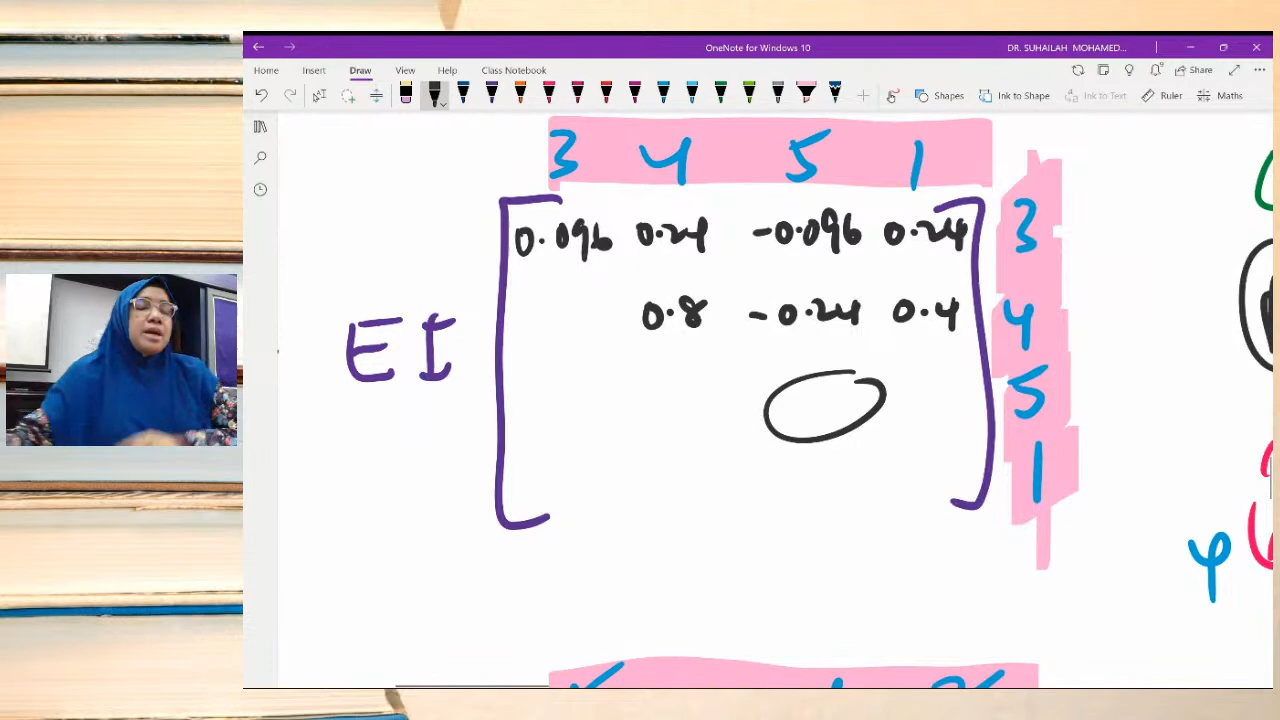 OneNote for Windows 10 DR. SUHAILAH MOHAMED...
Home Insert Draw View Help Class Notebook Share
Shapes Ink to Shape Ink to Text Ruler Maths
3 4 5 1
0.096 0.24 -0.096 0.24 3
0.8 -0.24 0.4 4
EI
5
1
4